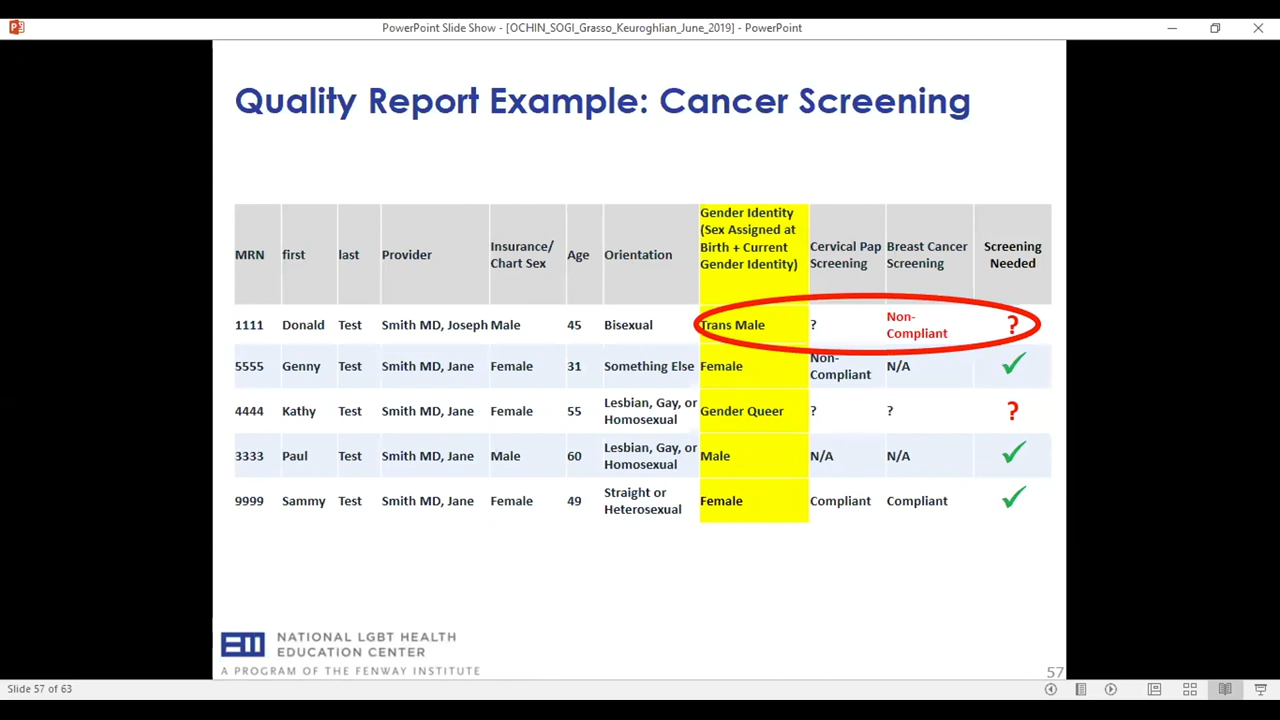 PowerPoint Slide Show - [OCHIN_SOGI_Grasso_Keuroghlian_June_2019] - PowerPoint
Quality Report Example: Cancer Screening
MRN first last Provider Insurance/ Chart Sex Age Orientation Gender Identity (Sex Assigned at Birth + Current Gender Identity) Cervical Pap Screening Breast Cancer Screening Screening Needed
1111 Donald Test Smith MD, Joseph Male 45 Bisexual Trans Male ? Non-Compliant ?
5555 Genny Test Smith MD, Jane Female 31 Something Else Female Non-Compliant N/A ✓
4444 Kathy Test Smith MD, Jane Female 55 Lesbian, Gay, or Homosexual Gender Queer ? ? ?
3333 Paul Test Smith MD, Jane Male 60 Lesbian, Gay, or Homosexual Male N/A N/A ✓
9999 Sammy Test Smith MD, Jane Female 49 Straight or Heterosexual Female Compliant Compliant ✓
NATIONAL LGBT HEALTH
EDUCATION CENTER
A PROGRAM OF THE FENWAY INSTITUTE
57
Slide 57 of 63